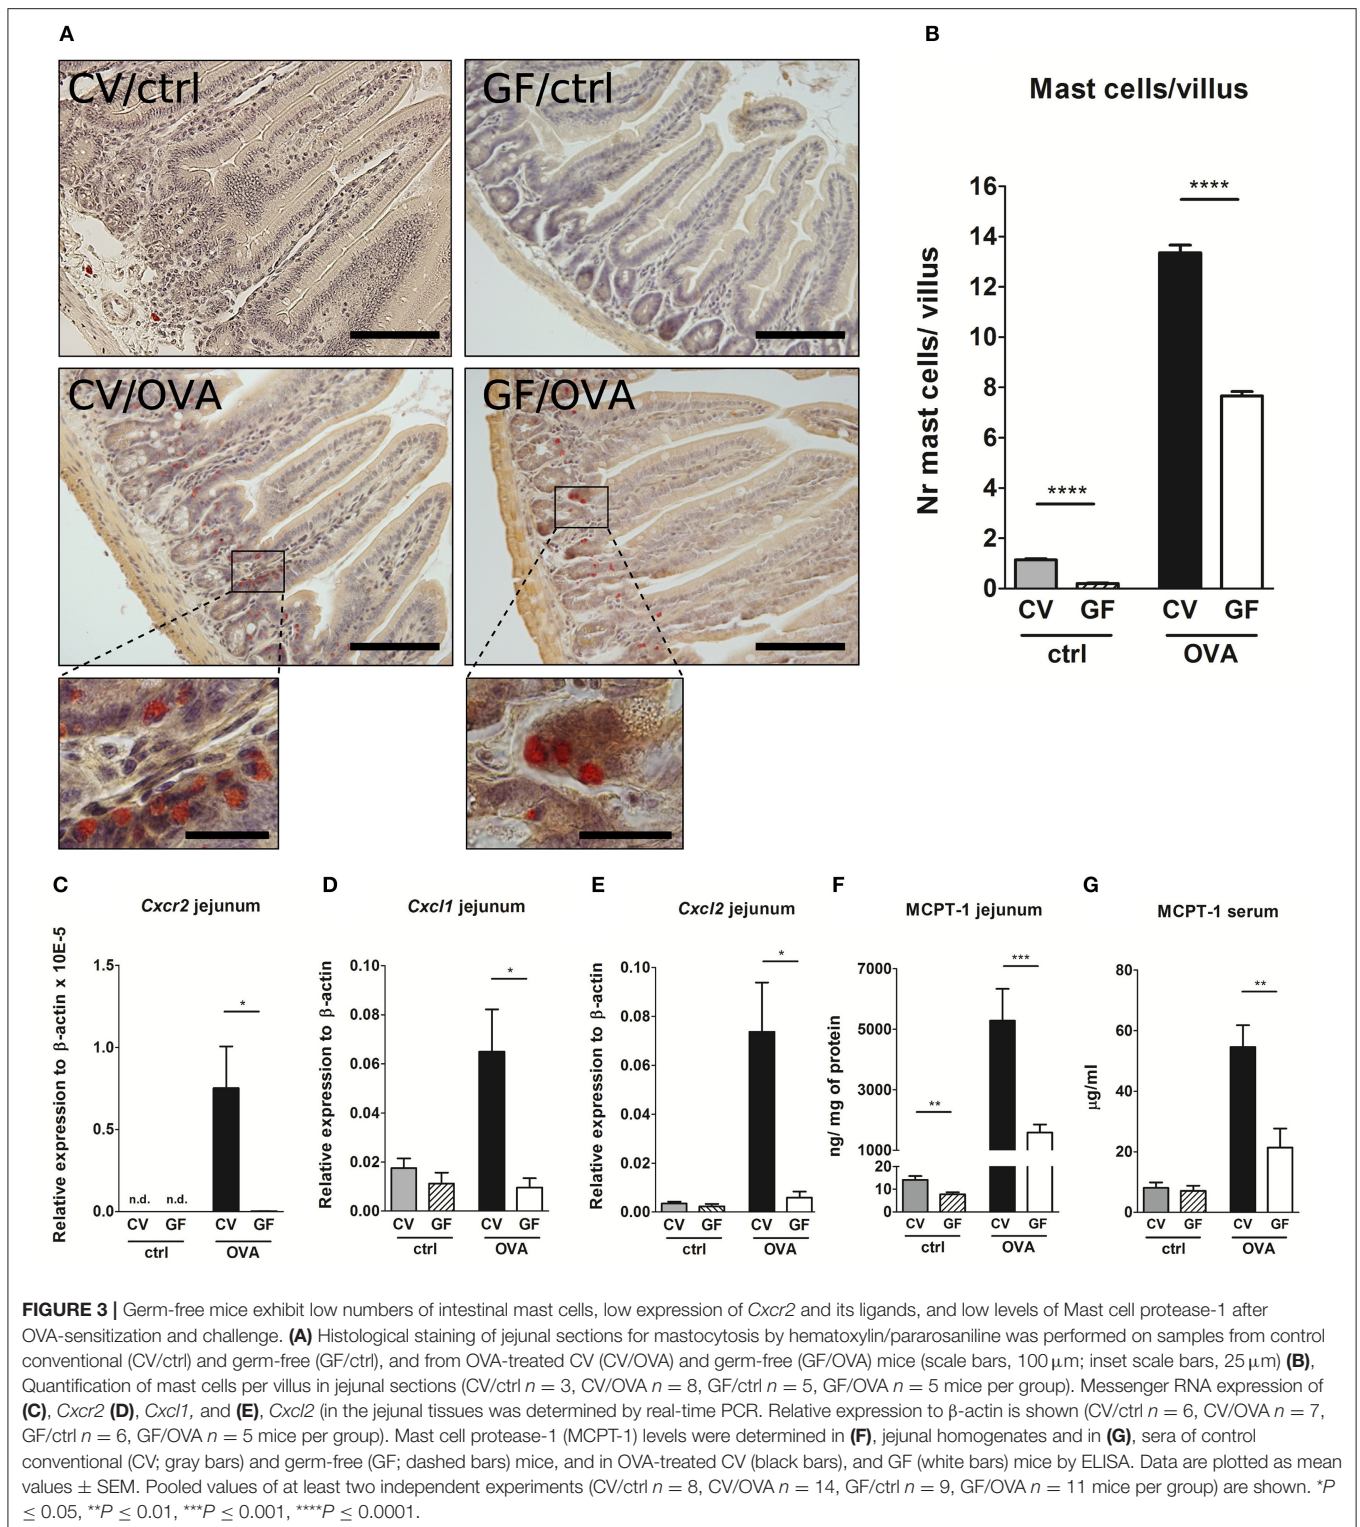 A
CV/ctrl
GF/ctrl
CV/OVA
GF/OVA
B
Mast cells/villus
Nr mast cells/ villus
16
14
12
10
8
6
4
2
0
****
****
CV GF CV GF
ctrl OVA
C
Cxcr2 jejunum
Relative expression to β-actin x 10E-5
1.5
1.0
0.5
0.0
*
n.d. n.d.
CV GF CV GF
ctrl OVA
D
Cxcl1 jejunum
Relative expression to β-actin
0.10
0.08
0.06
0.04
0.02
0.00
*
CV GF CV GF
ctrl OVA
E
Cxcl2 jejunum
Relative expression to β-actin
0.10
0.08
0.06
0.04
0.02
0.00
*
CV GF CV GF
ctrl OVA
F
MCPT-1 jejunum
ng/ mg of protein
7000
5000
3000
1000
20
10
0
**
***
CV GF CV GF
ctrl OVA
G
MCPT-1 serum
µg/ml
80
60
40
20
0
**
CV GF CV GF
ctrl OVA
FIGURE 3 | Germ-free mice exhibit low numbers of intestinal mast cells, low expression of Cxcr2 and its ligands, and low levels of Mast cell protease-1 after
OVA-sensitization and challenge. (A) Histological staining of jejunal sections for mastocytosis by hematoxylin/pararosaniline was performed on samples from control
conventional (CV/ctrl) and germ-free (GF/ctrl), and from OVA-treated CV (CV/OVA) and germ-free (GF/OVA) mice (scale bars, 100 µm; inset scale bars, 25 µm) (B),
Quantification of mast cells per villus in jejunal sections (CV/ctrl n = 3, CV/OVA n = 8, GF/ctrl n = 5, GF/OVA n = 5 mice per group). Messenger RNA expression of
(C), Cxcr2 (D), Cxcl1, and (E), Cxcl2 (in the jejunal tissues was determined by real-time PCR. Relative expression to β-actin is shown (CV/ctrl n = 6, CV/OVA n = 7,
GF/ctrl n = 6, GF/OVA n = 5 mice per group). Mast cell protease-1 (MCPT-1) levels were determined in (F), jejunal homogenates and in (G), sera of control
conventional (CV; gray bars) and germ-free (GF; dashed bars) mice, and in OVA-treated CV (black bars), and GF (white bars) mice by ELISA. Data are plotted as mean
values ± SEM. Pooled values of at least two independent experiments (CV/ctrl n = 8, CV/OVA n = 14, GF/ctrl n = 9, GF/OVA n = 11 mice per group) are shown. *P
≤ 0.05, **P ≤ 0.01, ***P ≤ 0.001, ****P ≤ 0.0001.